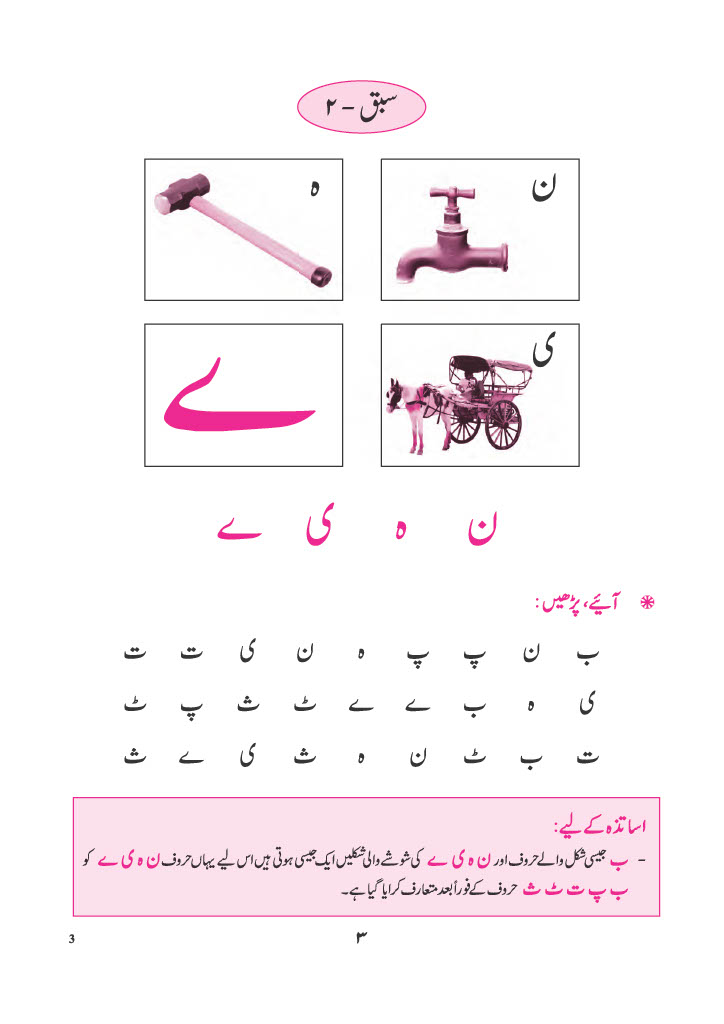 سبق – ۲
ن
ہ
ی
ے
ن ہ ی ے
آئیے، پڑھیں:
ب ن پ پ ہ ن ی ت ت
ی ہ ب ے ے ٹ ث پ ٹ
ت ب ٹ ن ہ ث ی ے ث
اساتذہ کے لیے:
– ب جیسی شکل والے حروف اور ن ہ ی ے کی شوشے والی شکلیں ایک جیسی ہوتی ہیں اس لیے یہاں حروف ن ہ ی ے کو
ب پ ت ٹ ث حروف کے فوراً بعد متعارف کرایا گیا ہے۔
۳
3